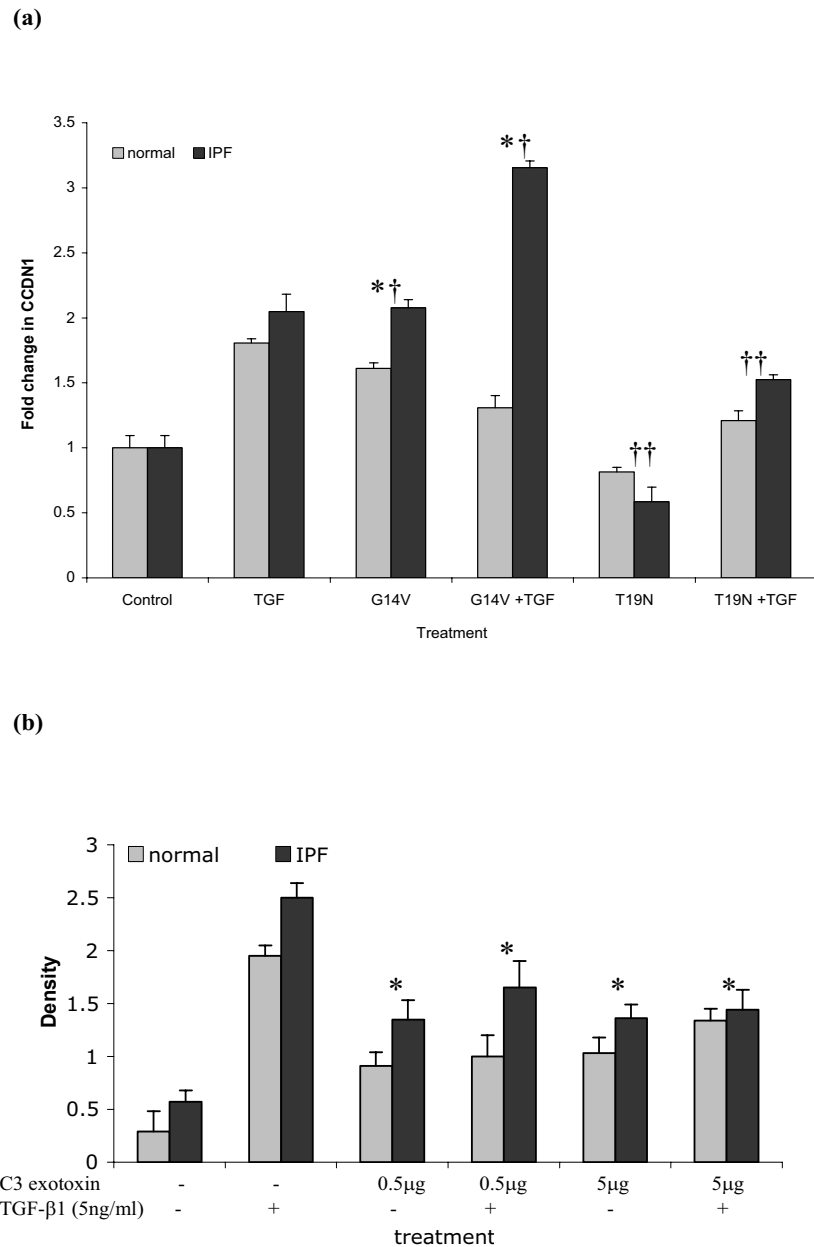 (a)
3.5
normal IPF
*†
3
2.5
*†
2
††
1.5
††
1
0.5
0
Fold change in CCDN1
Control TGF G14V G14V +TGF T19N T19N +TGF
Treatment
(b)
3
normal IPF
2.5
2
* * * *
1.5
1
0.5
0
Density
C3 exotoxin - - 0.5µg 0.5µg 5µg 5µg
TGF-β1 (5ng/ml) - + - + - +
treatment